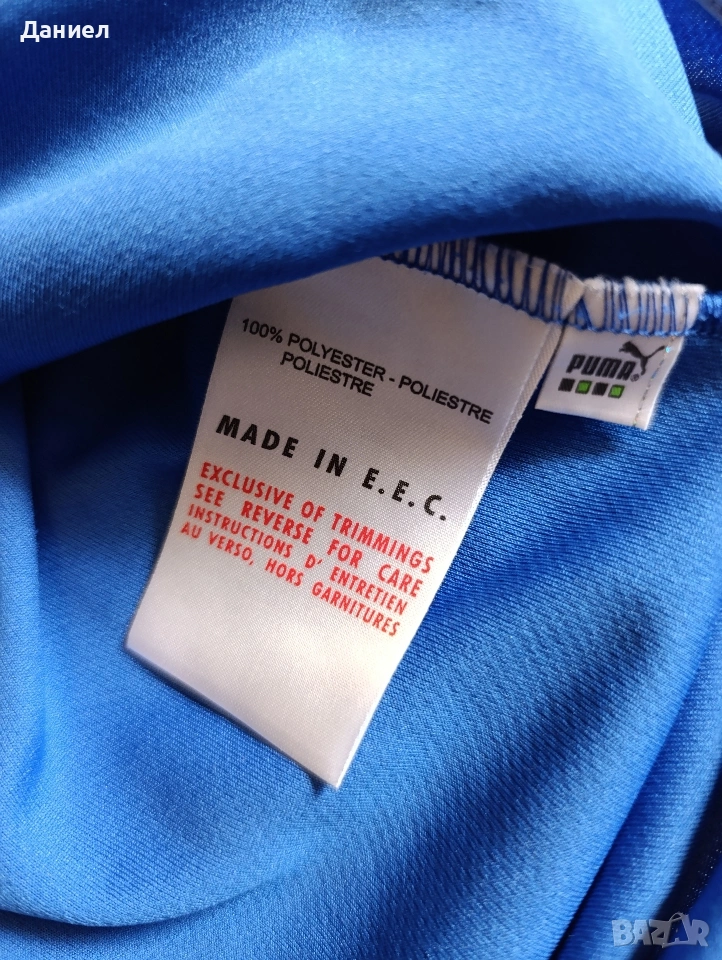 Даниел
100% POLYESTER - POLIESTRE
POLIESTRE
MADE IN E.E.C.
EXCLUSIVE OF TRIMMINGS
SEE REVERSE FOR CARE
INSTRUCTIONS D' ENTRETIEN
AU VERSO, HORS GARNITURES
PUMA®
BAZAR